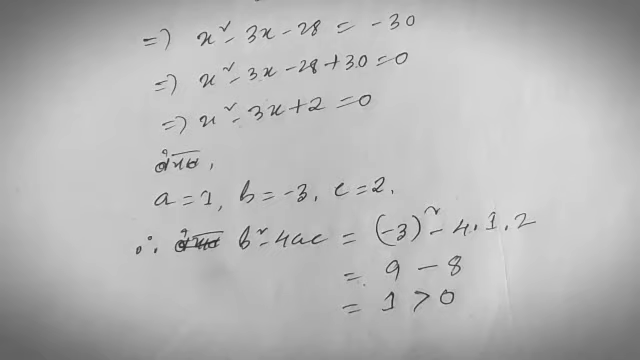 => x² - 3x - 28 = -30
=> x² - 3x - 28 + 30 = 0
=> x² - 3x + 2 = 0
a = 1, b = -3, c = 2.
∴ b² - 4ac = (-3)² - 4.1.2
= 9 - 8
= 1 > 0